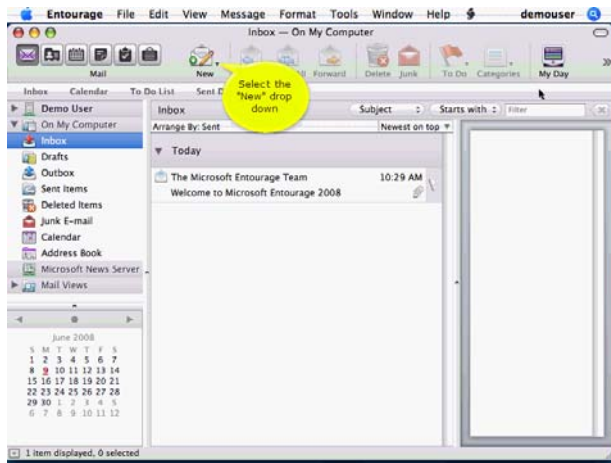 Entourage File Edit View Message Format Tools Window Help demouser
Inbox — On My Computer
Mail New Forward Delete Junk To Do Categories My Day
Select the "New" drop down
Inbox Calendar To Do List Sent
Demo User
On My Computer
Inbox
Drafts
Outbox
Sent Items
Deleted Items
Junk E-mail
Calendar
Address Book
Microsoft News Server
Mail Views
Inbox Subject Starts with Filter
Arrange By: Sent Newest on top
Today
The Microsoft Entourage Team 10:29 AM
Welcome to Microsoft Entourage 2008
June 2008
S M T W T F S
1 2 3 4 5 6 7
8 9 10 11 12 13 14
15 16 17 18 19 20 21
22 23 24 25 26 27 28
29 30 1 2 3 4 5
6 7 8 9 10 11 12
1 item displayed, 0 selected